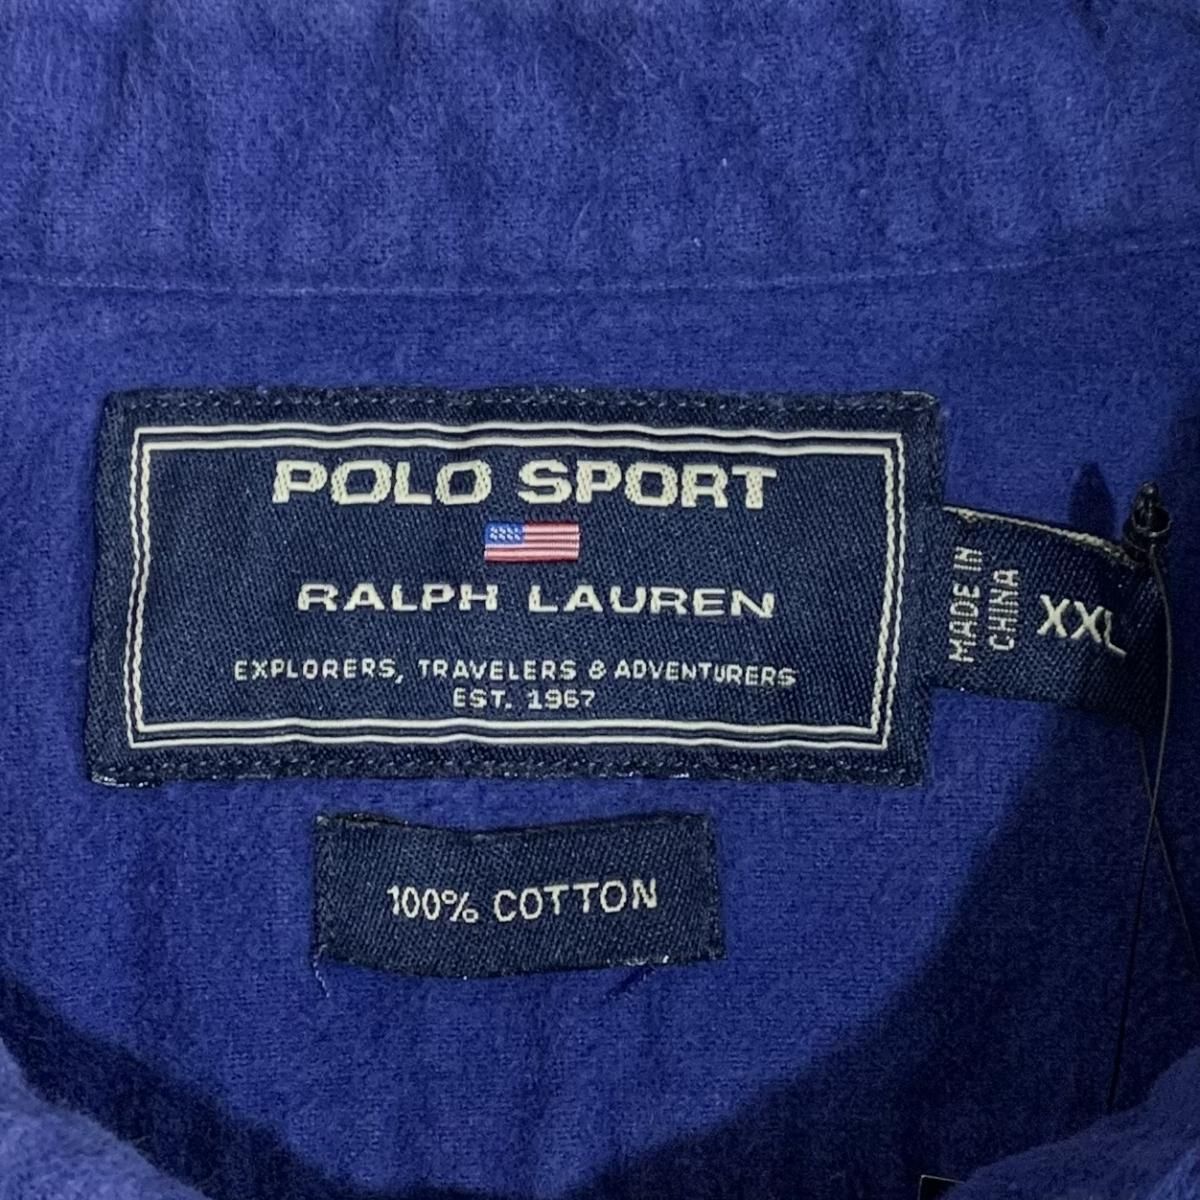 POLO SPORT
RALPH LAUREN
EXPLORERS, TRAVELERS & ADVENTURERS
EST. 1967
MADE IN
CHINA
XXL
100% COTTON